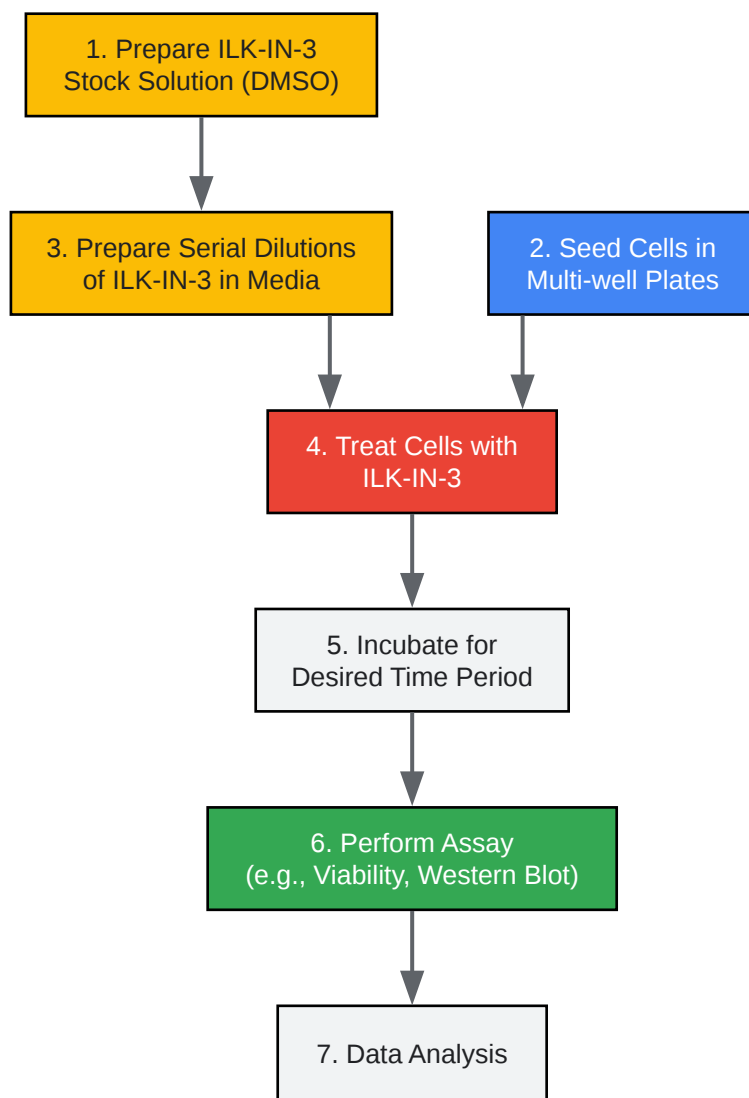 1. Prepare ILK-IN-3
Stock Solution (DMSO)
3. Prepare Serial Dilutions
of ILK-IN-3 in Media
2. Seed Cells in
Multi-well Plates
4. Treat Cells with
ILK-IN-3
5. Incubate for
Desired Time Period
6. Perform Assay
(e.g., Viability, Western Blot)
7. Data Analysis